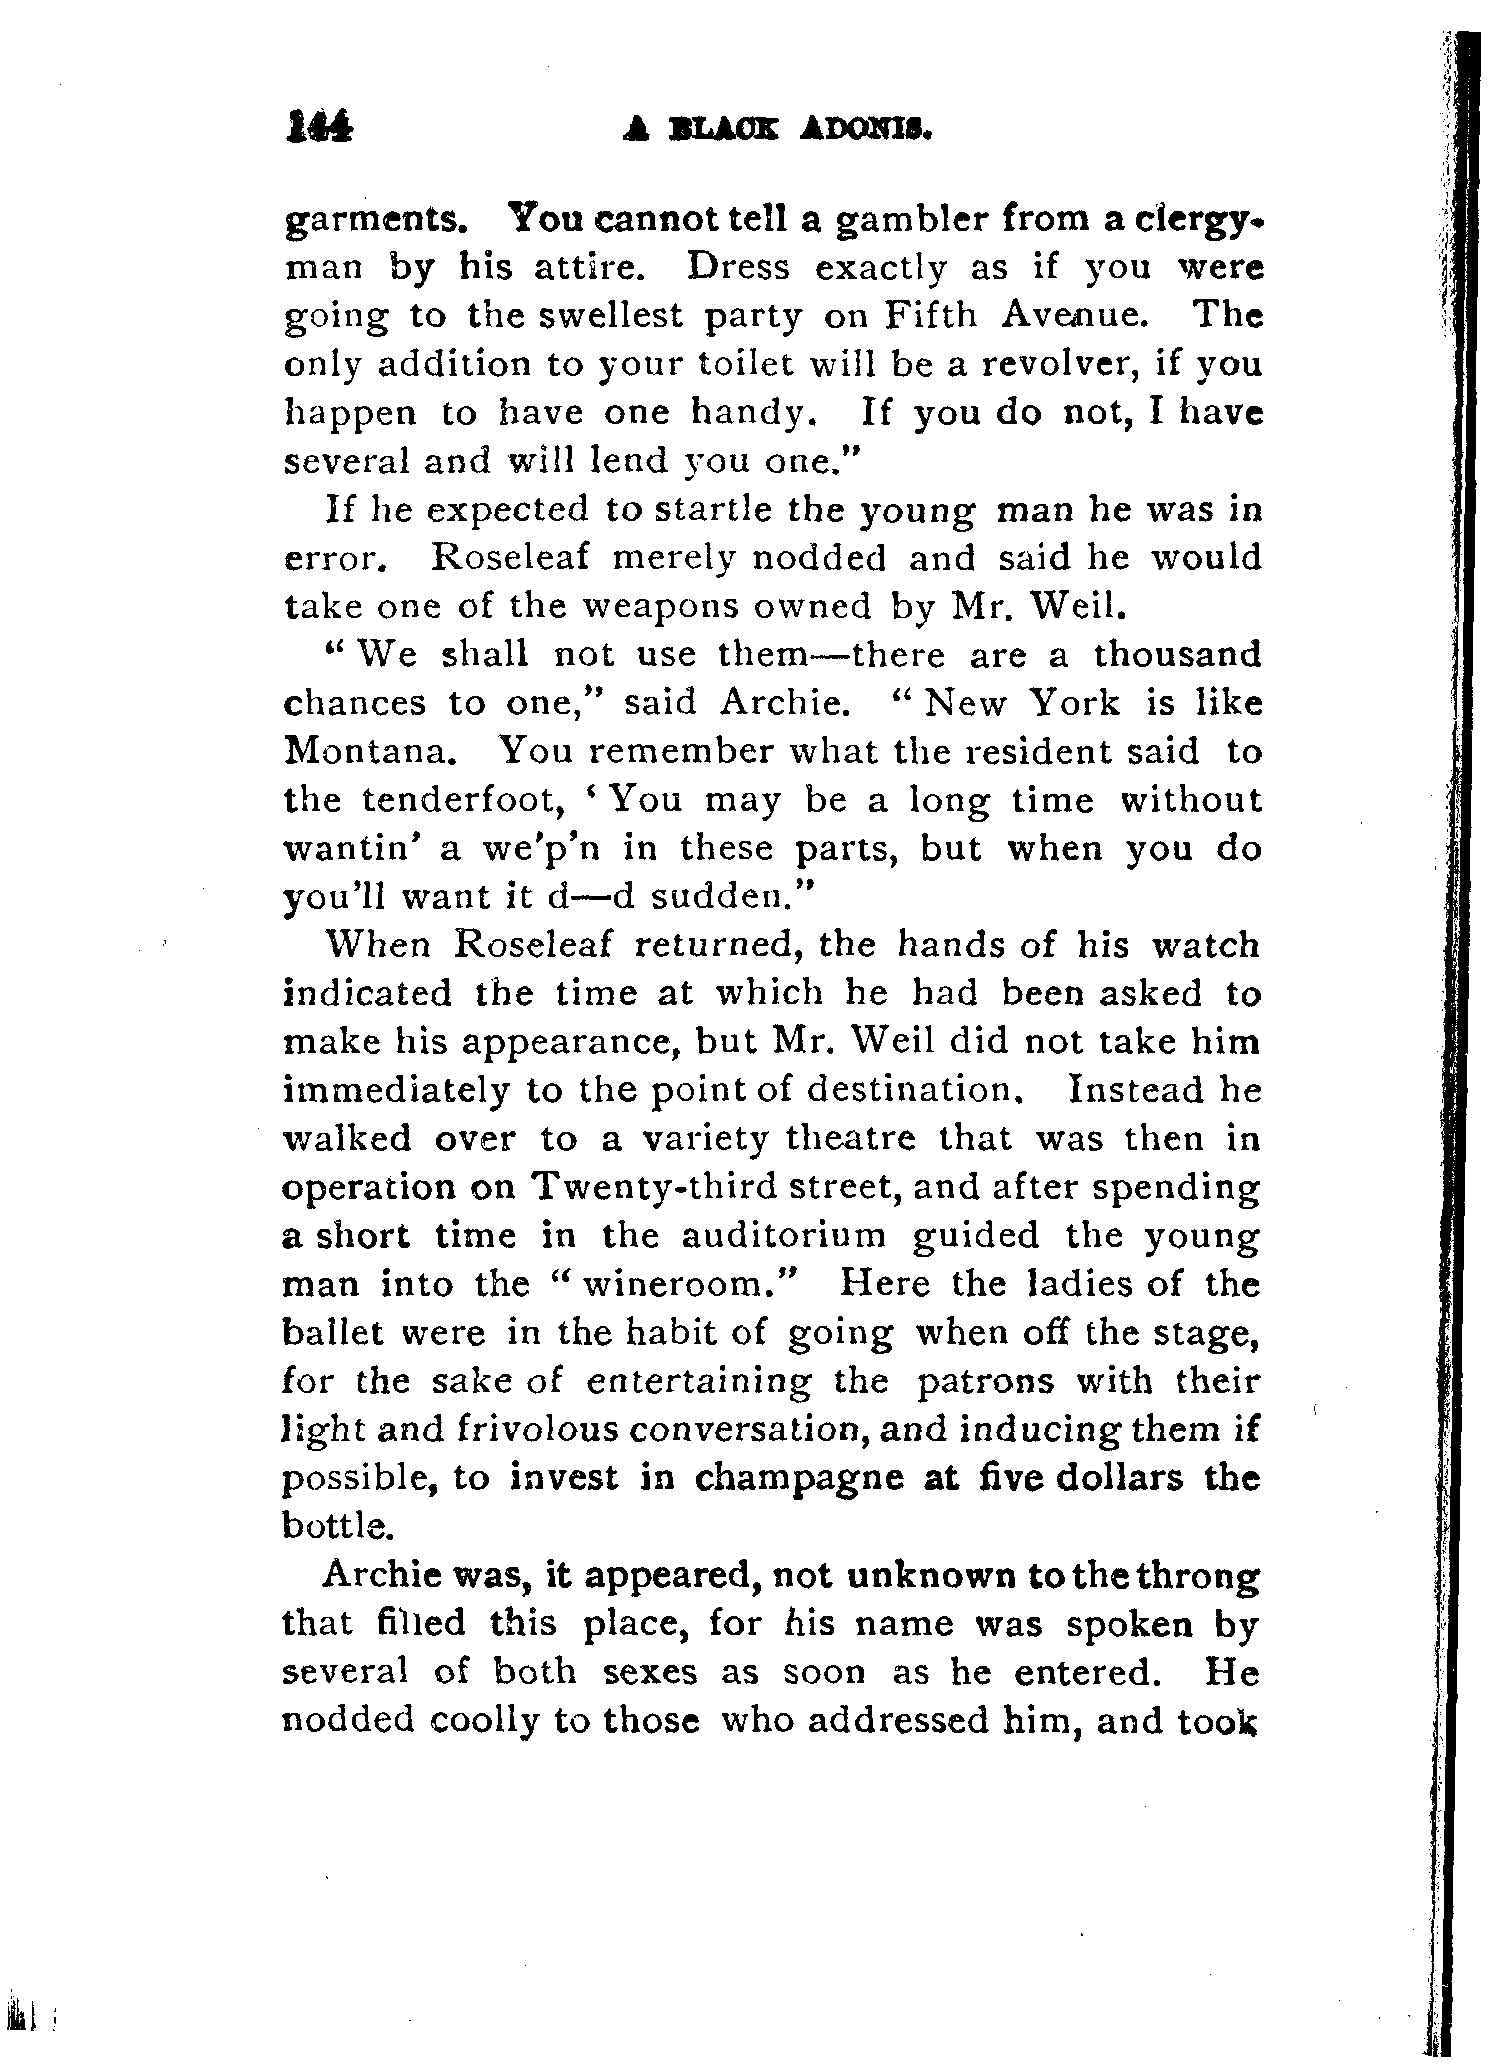 144 A BLACK ADONIS.
garments. You cannot tell a gambler from a clergy-
man by his attire. Dress exactly as if you were
going to the swellest party on Fifth Avenue. The
only addition to your toilet will be a revolver, if you
happen to have one handy. If you do not, I have
several and will lend you one."
If he expected to startle the young man he was in
error. Roseleaf merely nodded and said he would
take one of the weapons owned by Mr. Weil.
" We shall not use them—there are a thousand
chances to one," said Archie. " New York is like
Montana. You remember what the resident said to
the tenderfoot, ‘ You may be a long time without
wantin' a we'p'n in these parts, but when you do
you'll want it d—d sudden."
When Roseleaf returned, the hands of his watch
indicated the time at which he had been asked to
make his appearance, but Mr. Weil did not take him
immediately to the point of destination. Instead he
walked over to a variety theatre that was then in
operation on Twenty-third street, and after spending
a short time in the auditorium guided the young
man into the " wineroom." Here the ladies of the
ballet were in the habit of going when off the stage,
for the sake of entertaining the patrons with their
light and frivolous conversation, and inducing them if
possible, to invest in champagne at five dollars the
bottle.
Archie was, it appeared, not unknown to the throng
that filled this place, for his name was spoken by
several of both sexes as soon as he entered. He
nodded coolly to those who addressed him, and took